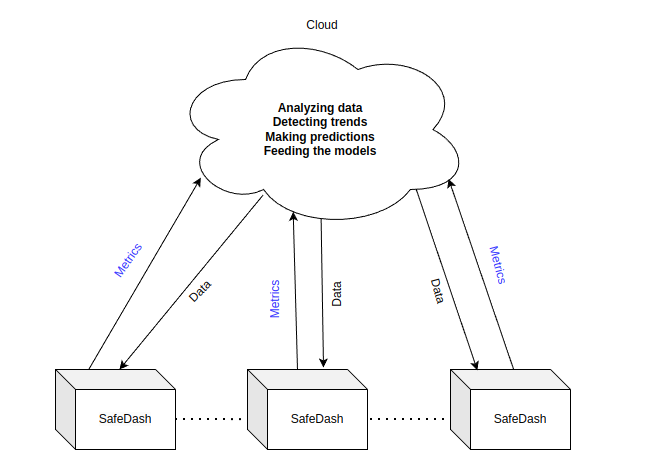 Cloud
Analyzing data
Detecting trends
Making predictions
Feeding the models
Metrics
Data
Metrics
Data
Data
Metrics
SafeDash
SafeDash
SafeDash